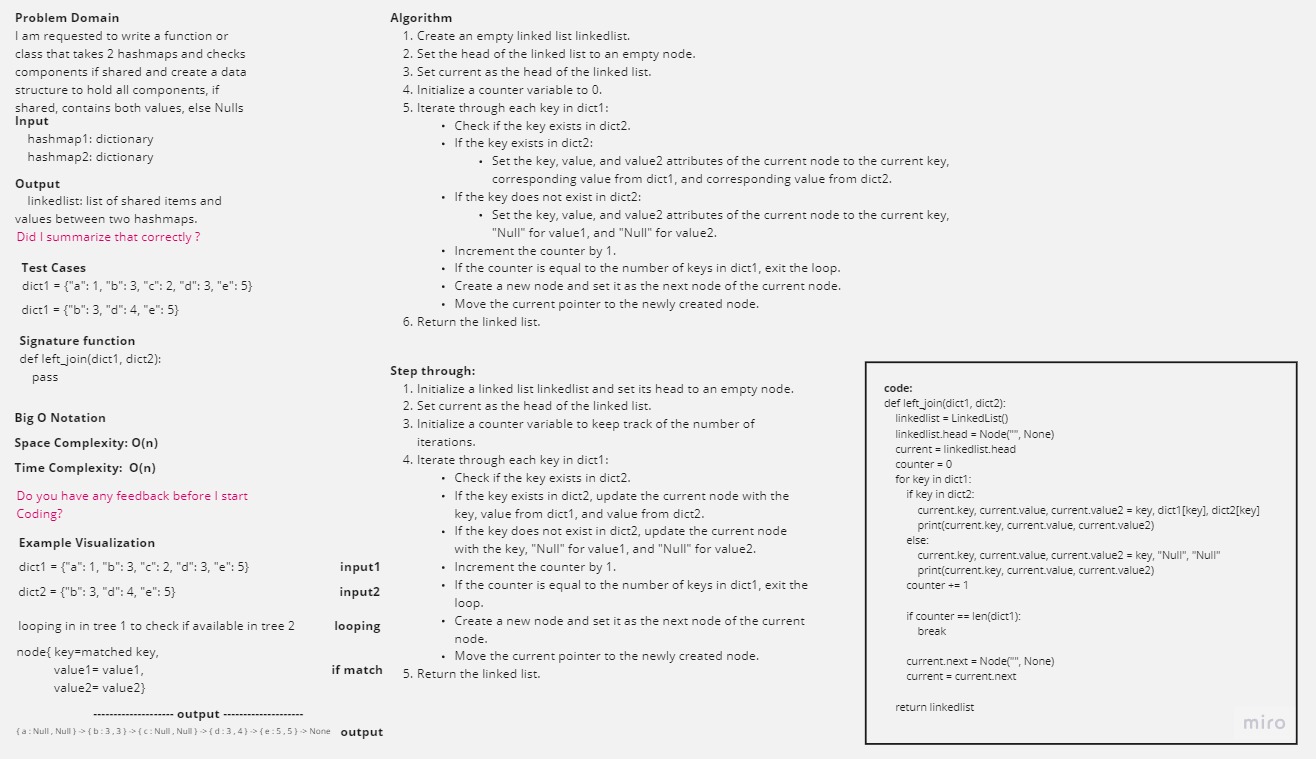 Problem Domain
I am requested to write a function or
class that takes 2 hashmaps and checks
components if shared and create a data
structure to hold all components, if
shared, contains both values, else Nulls
Input
hashmap1: dictionary
hashmap2: dictionary
Output
linkedlist: list of shared items and
values between two hashmaps.
Did I summarize that correctly ?
Test Cases
dict1 = {"a": 1, "b": 3, "c": 2, "d": 3, "e": 5}
dict1 = {"b": 3, "d": 4, "e": 5}
Signature function
def left_join(dict1, dict2):
pass
Big O Notation
Space Complexity: O(n)
Time Complexity: O(n)
Do you have any feedback before I start
Coding?
Example Visualization
dict1 = {"a": 1, "b": 3, "c": 2, "d": 3, "e": 5} input1
dict2 = {"b": 3, "d": 4, "e": 5} input2
looping in in tree 1 to check if available in tree 2 looping
node{ key=matched key,
value1= value1, if match
value2= value2}
-------------------- output --------------------
{ a : Null , Null } -> { b : 3 , 3 } -> { c : Null , Null } -> { d : 3 , 4 } -> { e : 5 , 5 } -> None output
Algorithm
1. Create an empty linked list linkedlist.
2. Set the head of the linked list to an empty node.
3. Set current as the head of the linked list.
4. Initialize a counter variable to 0.
5. Iterate through each key in dict1:
• Check if the key exists in dict2.
• If the key exists in dict2:
• Set the key, value, and value2 attributes of the current node to the current key,
corresponding value from dict1, and corresponding value from dict2.
• If the key does not exist in dict2:
• Set the key, value, and value2 attributes of the current node to the current key,
"Null" for value1, and "Null" for value2.
• Increment the counter by 1.
• If the counter is equal to the number of keys in dict1, exit the loop.
• Create a new node and set it as the next node of the current node.
• Move the current pointer to the newly created node.
6. Return the linked list.
Step through:
1. Initialize a linked list linkedlist and set its head to an empty node.
2. Set current as the head of the linked list.
3. Initialize a counter variable to keep track of the number of
iterations.
4. Iterate through each key in dict1:
• Check if the key exists in dict2.
• If the key exists in dict2, update the current node with the
key, value from dict1, and value from dict2.
• If the key does not exist in dict2, update the current node
with the key, "Null" for value1, and "Null" for value2.
• Increment the counter by 1.
• If the counter is equal to the number of keys in dict1, exit the
loop.
• Create a new node and set it as the next node of the current
node.
• Move the current pointer to the newly created node.
5. Return the linked list.
code:
def left_join(dict1, dict2):
linkedlist = LinkedList()
linkedlist.head = Node("", None)
current = linkedlist.head
counter = 0
for key in dict1:
if key in dict2:
current.key, current.value, current.value2 = key, dict1[key], dict2[key]
print(current.key, current.value, current.value2)
else:
current.key, current.value, current.value2 = key, "Null", "Null"
print(current.key, current.value, current.value2)
counter += 1
if counter == len(dict1):
break
current.next = Node("", None)
current = current.next
return linkedlist
miro